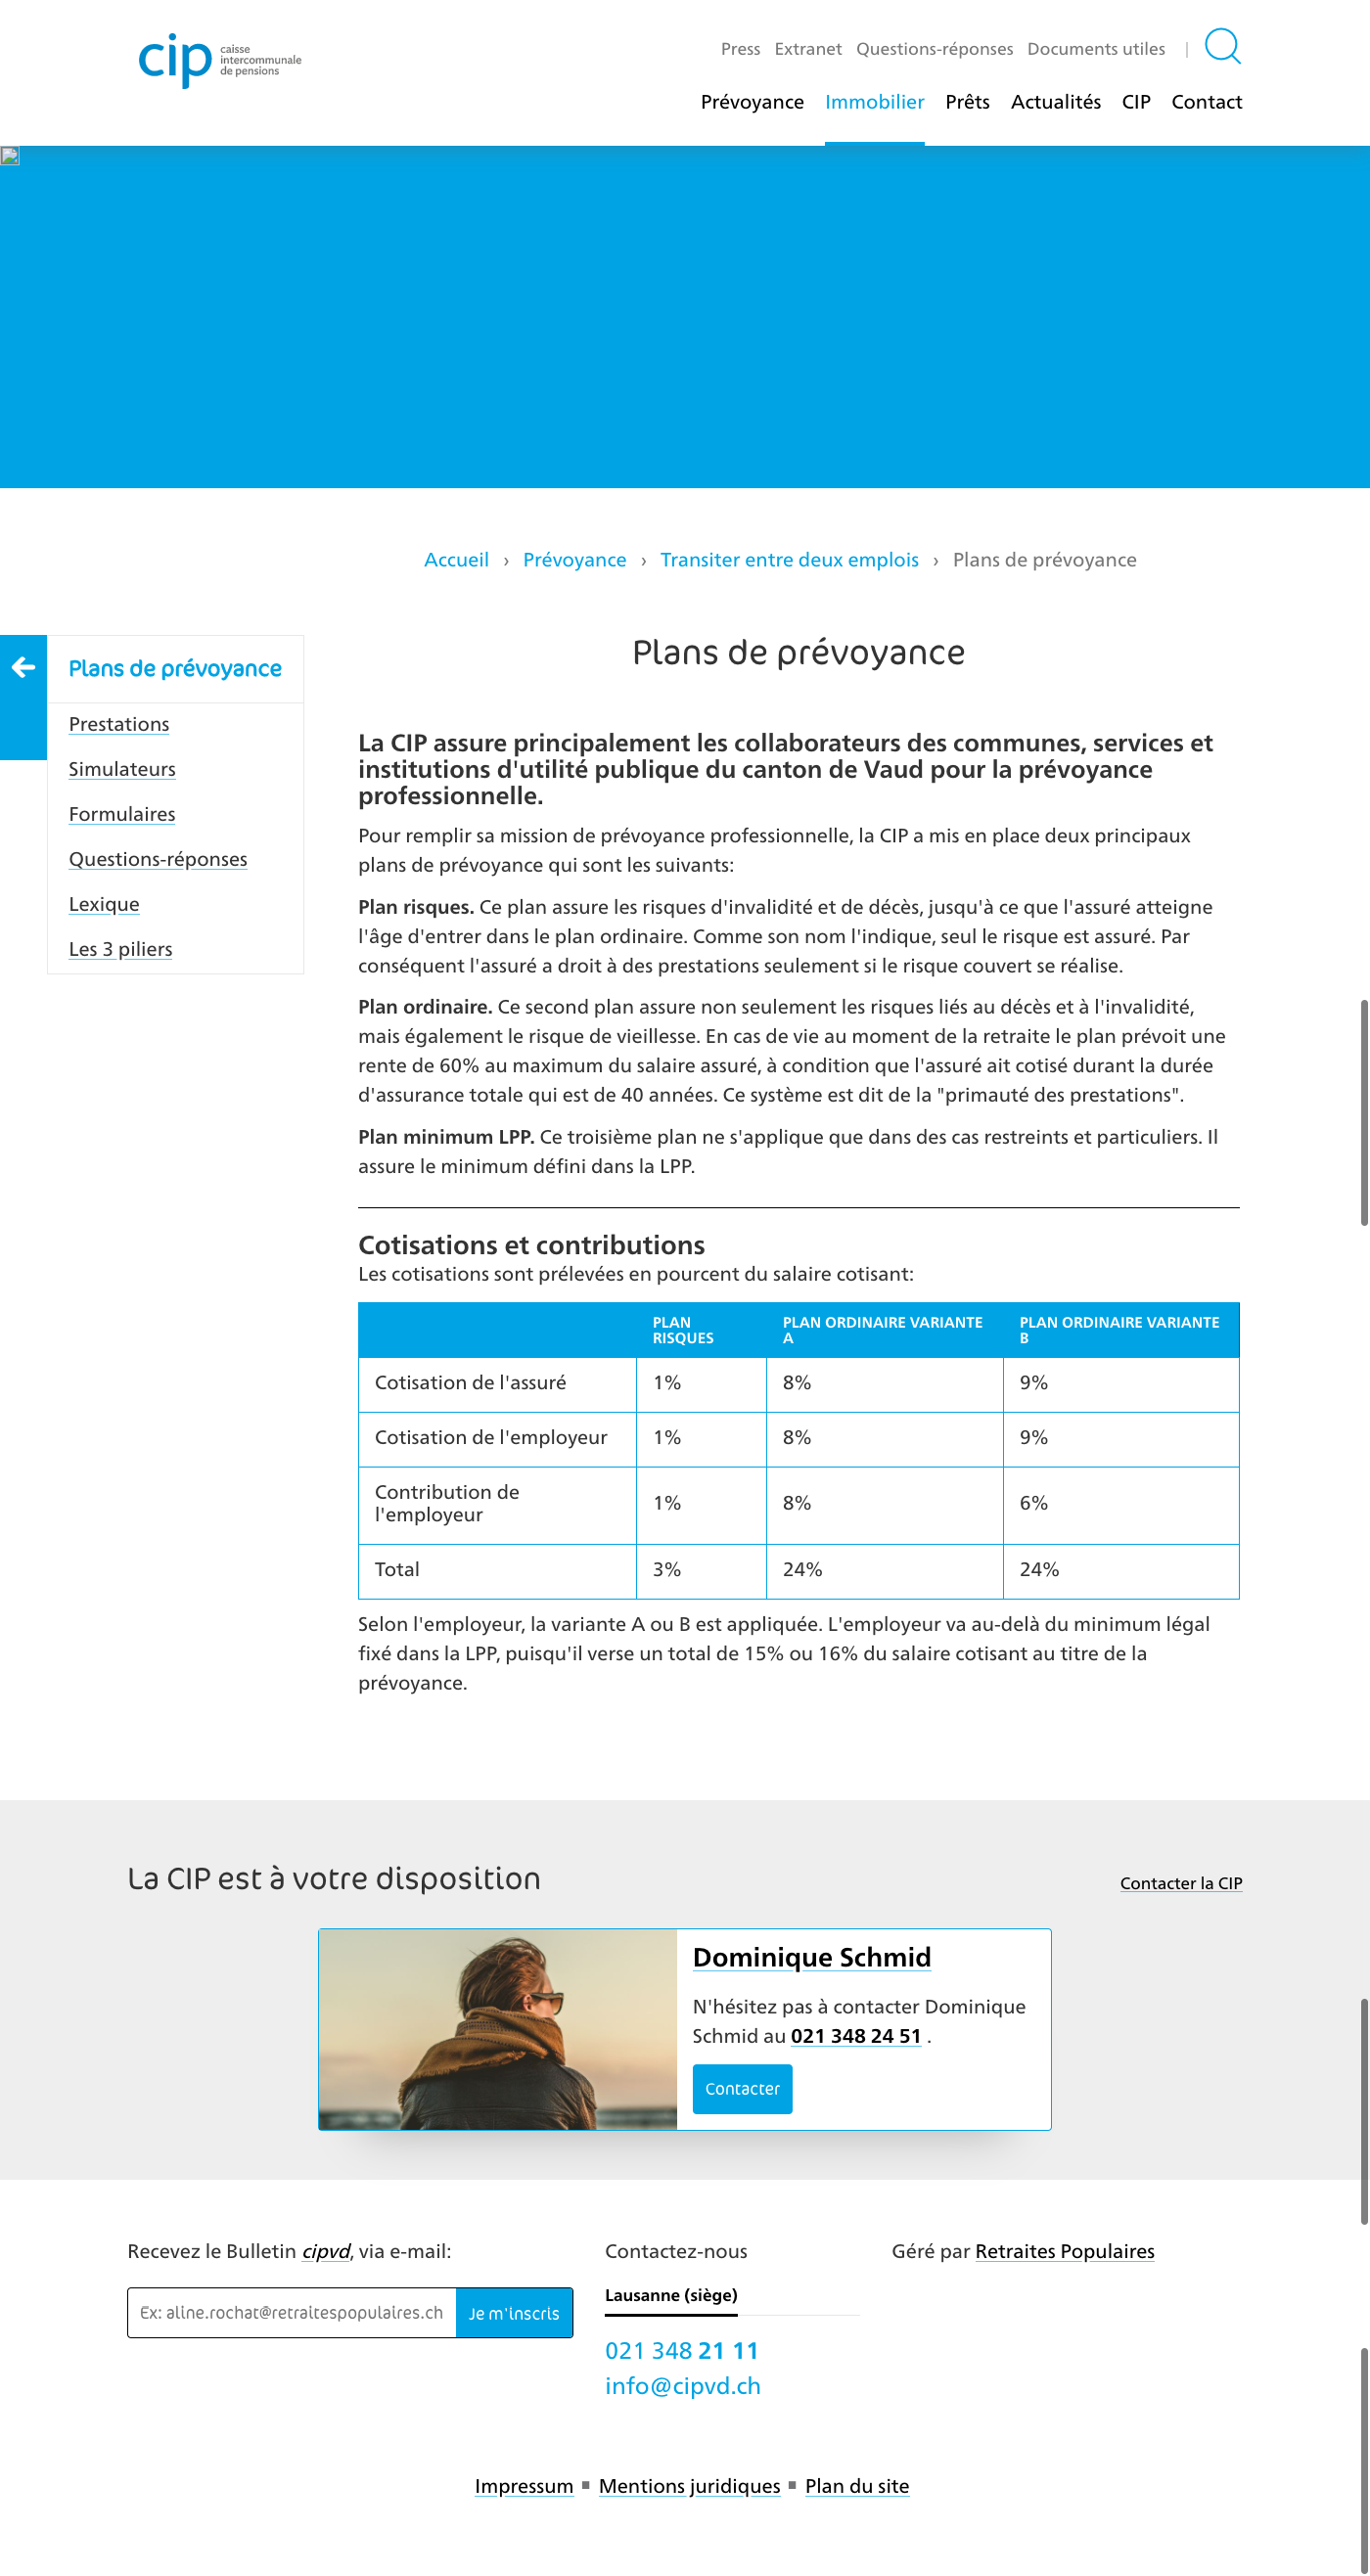 cip caisse
intercommunale
de pensions
Press Extranet Questions-réponses Documents utiles |
Prévoyance Immobilier Prêts Actualités CIP Contact
Accueil › Prévoyance › Transiter entre deux emplois › Plans de prévoyance
Plans de prévoyance
Prestations
Simulateurs
Formulaires
Questions-réponses
Lexique
Les 3 piliers
Plans de prévoyance
La CIP assure principalement les collaborateurs des communes, services et
institutions d'utilité publique du canton de Vaud pour la prévoyance
professionnelle.
Pour remplir sa mission de prévoyance professionnelle, la CIP a mis en place deux principaux
plans de prévoyance qui sont les suivants:
Plan risques. Ce plan assure les risques d'invalidité et de décès, jusqu'à ce que l'assuré atteigne
l'âge d'entrer dans le plan ordinaire. Comme son nom l'indique, seul le risque est assuré. Par
conséquent l'assuré a droit à des prestations seulement si le risque couvert se réalise.
Plan ordinaire. Ce second plan assure non seulement les risques liés au décès et à l'invalidité,
mais également le risque de vieillesse. En cas de vie au moment de la retraite le plan prévoit une
rente de 60% au maximum du salaire assuré, à condition que l'assuré ait cotisé durant la durée
d'assurance totale qui est de 40 années. Ce système est dit de la "primauté des prestations".
Plan minimum LPP. Ce troisième plan ne s'applique que dans des cas restreints et particuliers. Il
assure le minimum défini dans la LPP.
Cotisations et contributions
Les cotisations sont prélevées en pourcent du salaire cotisant:
PLAN
RISQUES
PLAN ORDINAIRE VARIANTE
A
PLAN ORDINAIRE VARIANTE
B
Cotisation de l'assuré 1% 8% 9%
Cotisation de l'employeur 1% 8% 9%
Contribution de
l'employeur 1% 8% 6%
Total 3% 24% 24%
Selon l'employeur, la variante A ou B est appliquée. L'employeur va au-delà du minimum légal
fixé dans la LPP, puisqu'il verse un total de 15% ou 16% du salaire cotisant au titre de la
prévoyance.
La CIP est à votre disposition
Contacter la CIP
Dominique Schmid
N'hésitez pas à contacter Dominique
Schmid au 021 348 24 51 .
Contacter
Recevez le Bulletin cipvd, via e-mail:
Ex: aline.rochat@retraitespopulaires.ch Je m'inscris
Contactez-nous
Lausanne (siège)
021 348 21 11
info@cipvd.ch
Géré par Retraites Populaires
Impressum ▪ Mentions juridiques ▪ Plan du site